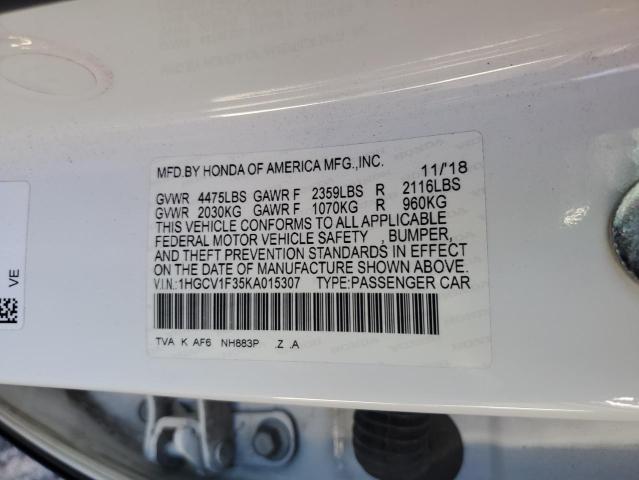 MFD.BY HONDA OF AMERICA MFG.,INC. 11/'18
GVWR 4475LBS GAWR F 2359LBS R 2116LBS
GVWR 2030KG GAWR F 1070KG R 960KG
THIS VEHICLE CONFORMS TO ALL APPLICABLE
FEDERAL MOTOR VEHICLE SAFETY , BUMPER,
AND THEFT PREVENTION STANDARDS IN EFFECT
ON THE DATE OF MANUFACTURE SHOWN ABOVE.
V.I.N.:1HGCV1F35KA015307 TYPE:PASSENGER CAR
TVA K AF6 NH883P .Z .A
VE